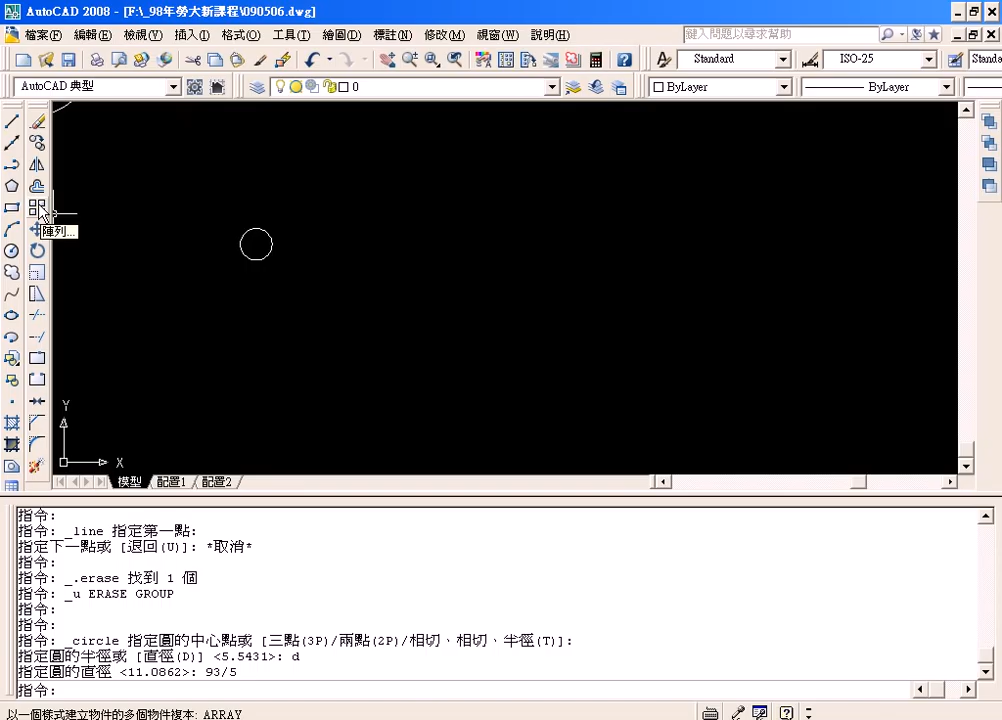 AutoCAD 2008 - [F:\_98年勞大新課程\090506.dwg]
檔案(F) 編輯(E) 檢視(V) 插入(I) 格式(O) 工具(T) 繪圖(D) 標註(N) 修改(M) 視窗(W) 說明(H) 鍵入問題以尋求幫助
Standard ISO-25 Standa
AutoCAD 典型 0 ByLayer ByLayer
陣列...
Y
X
模型 配置1 配置2
指令:
指令: _line 指定第一點:
指定下一點或 [退回(U)]: *取消*
指令:
指令: _.erase 找到 1 個
指令: _u ERASE GROUP
指令:
指令:
指令: _circle 指定圓的中心點或 [三點(3P)/兩點(2P)/相切、相切、半徑(T)]:
指定圓的半徑或 [直徑(D)] <5.5431>: d
指定圓的直徑 <11.0862>: 93/5
指令:
以一個樣式建立物件的多個物件複本: ARRAY